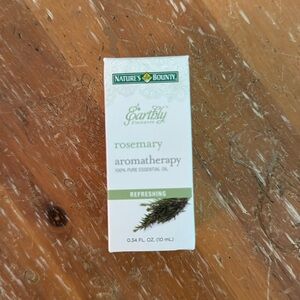 NATURE'S BOUNTY
Earthly
ELEMENTS
rosemary
aromatherapy
100% PURE ESSENTIAL OIL
REFRESHING
0.34 FL. OZ. (10 mL)